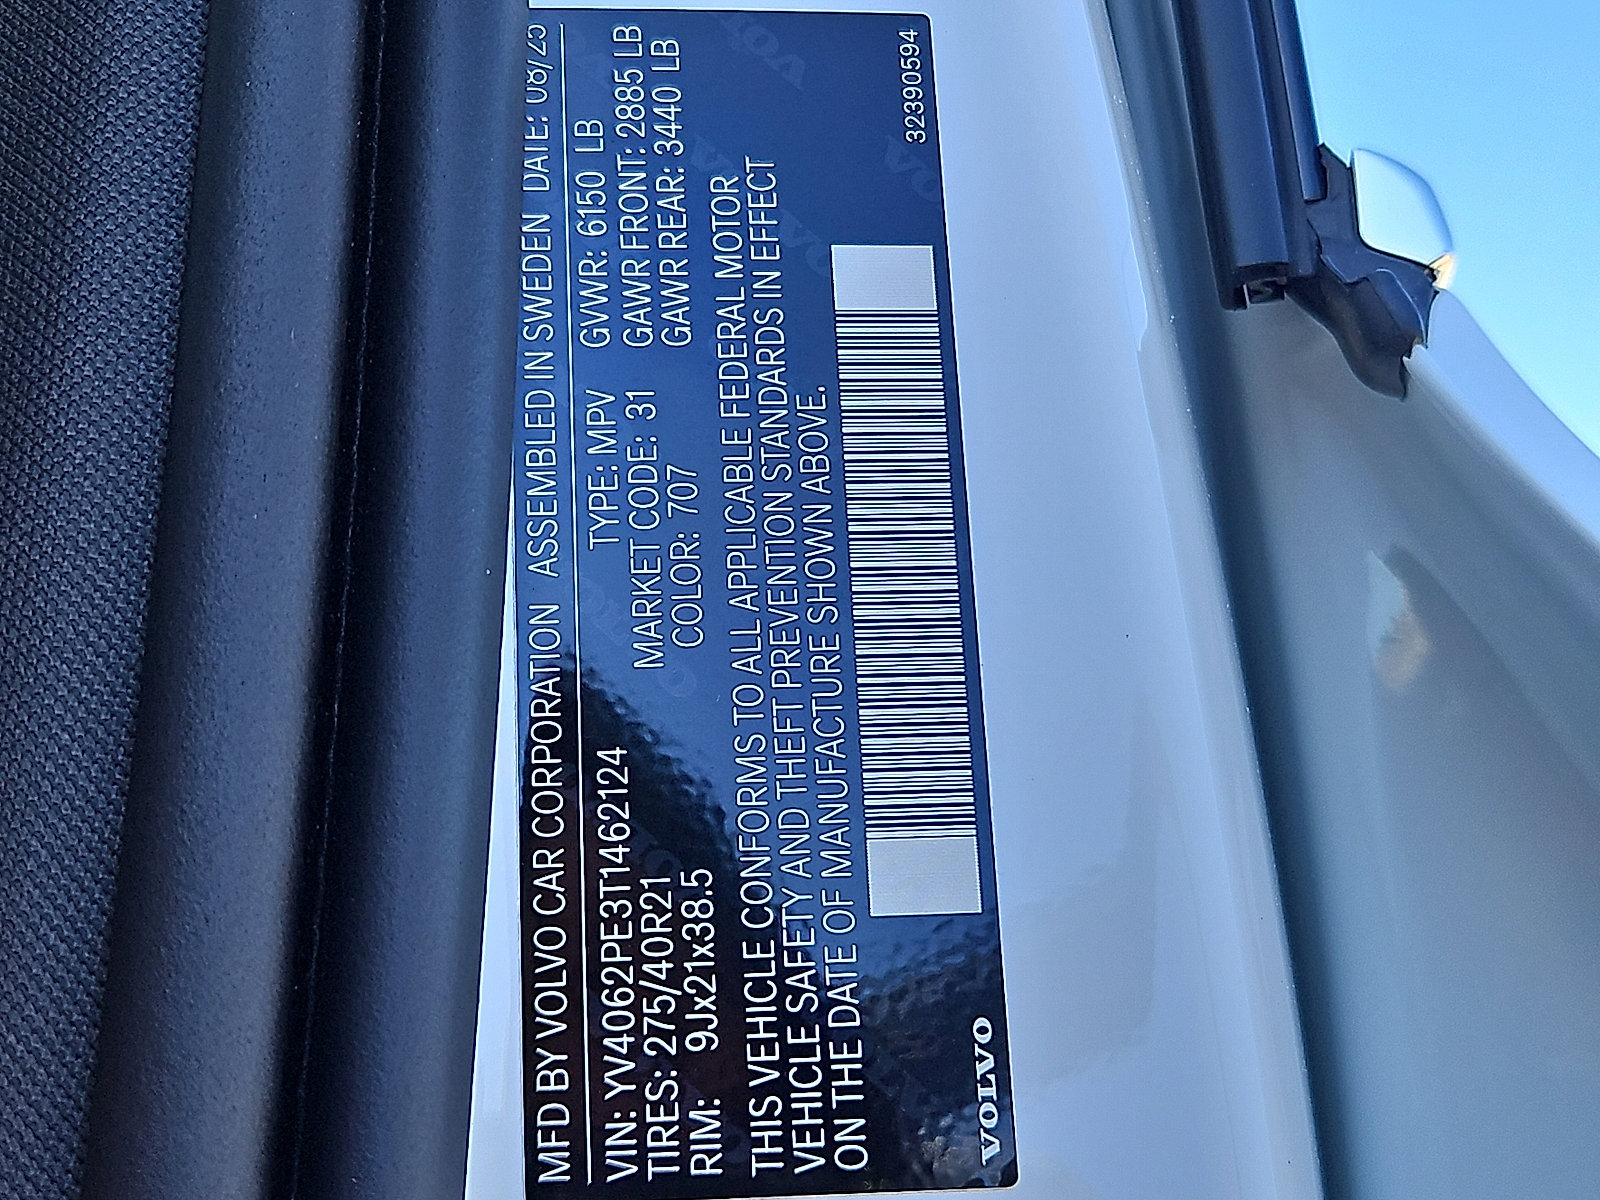 MFD BY VOLVO CAR CORPORATION ASSEMBLED IN SWEDEN DATE: 08/25
VIN: YV4062PE3T1462124 TYPE: MPV GVWR: 6150 LB
TIRES: 275/40R21 MARKET CODE: 31 GAWR FRONT: 2885 LB
RIM: 9Jx21x38.5 COLOR: 707 GAWR REAR: 3440 LB
THIS VEHICLE CONFORMS TO ALL APPLICABLE FEDERAL MOTOR
VEHICLE SAFETY AND THEFT PREVENTION STANDARDS IN EFFECT
ON THE DATE OF MANUFACTURE SHOWN ABOVE.
VOLVO
32390594